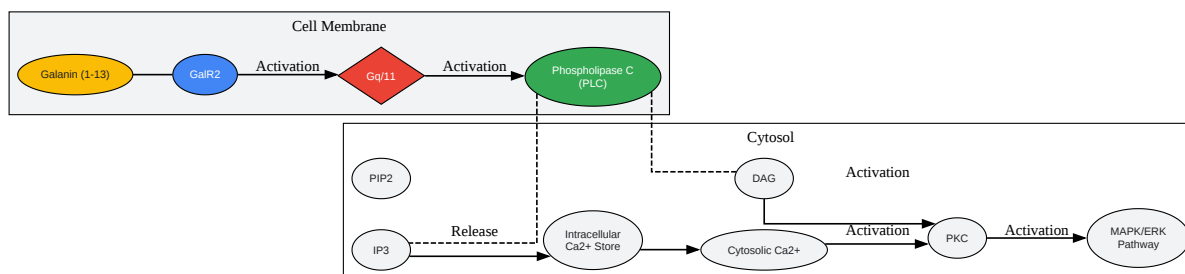 Cell Membrane
Galanin (1-13)
GalR2
Activation
Gq/11
Activation
Phospholipase C
(PLC)
Cytosol
PIP2
DAG
Activation
IP3
Release
Intracellular
Ca2+ Store
Cytosolic Ca2+
Activation
PKC
Activation
MAPK/ERK
Pathway